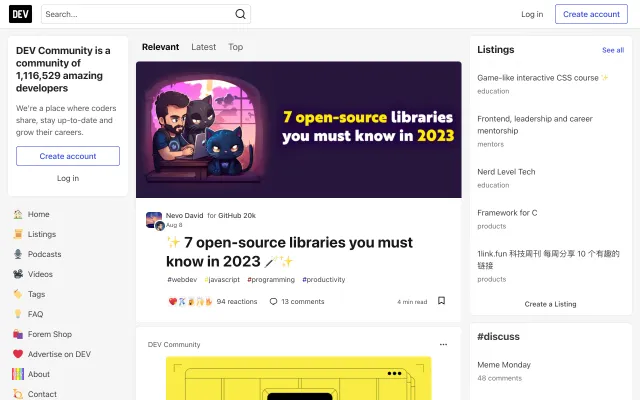 DEV
Search...
Log in
Create account
DEV Community is a
community of
1,116,529 amazing
developers
We're a place where coders
share, stay up-to-date and
grow their careers.
Create account
Log in
Home
Listings
Podcasts
Videos
Tags
FAQ
Forem Shop
Advertise on DEV
About
Contact
Relevant
Latest
Top
7 open-source libraries
you must know in 2023
Nevo David for GitHub 20k
Aug 8
✨ 7 open-source libraries you must
know in 2023 🪄✨
#webdev #javascript #programming #productivity
94 reactions
13 comments
4 min read
DEV Community
Listings
See all
Game-like interactive CSS course ✨
education
Frontend, leadership and career
mentorship
mentors
Nerd Level Tech
education
Framework for C
products
1link.fun 科技周刊 每周分享 10 个有趣的
链接
products
Create a Listing
#discuss
Meme Monday
48 comments